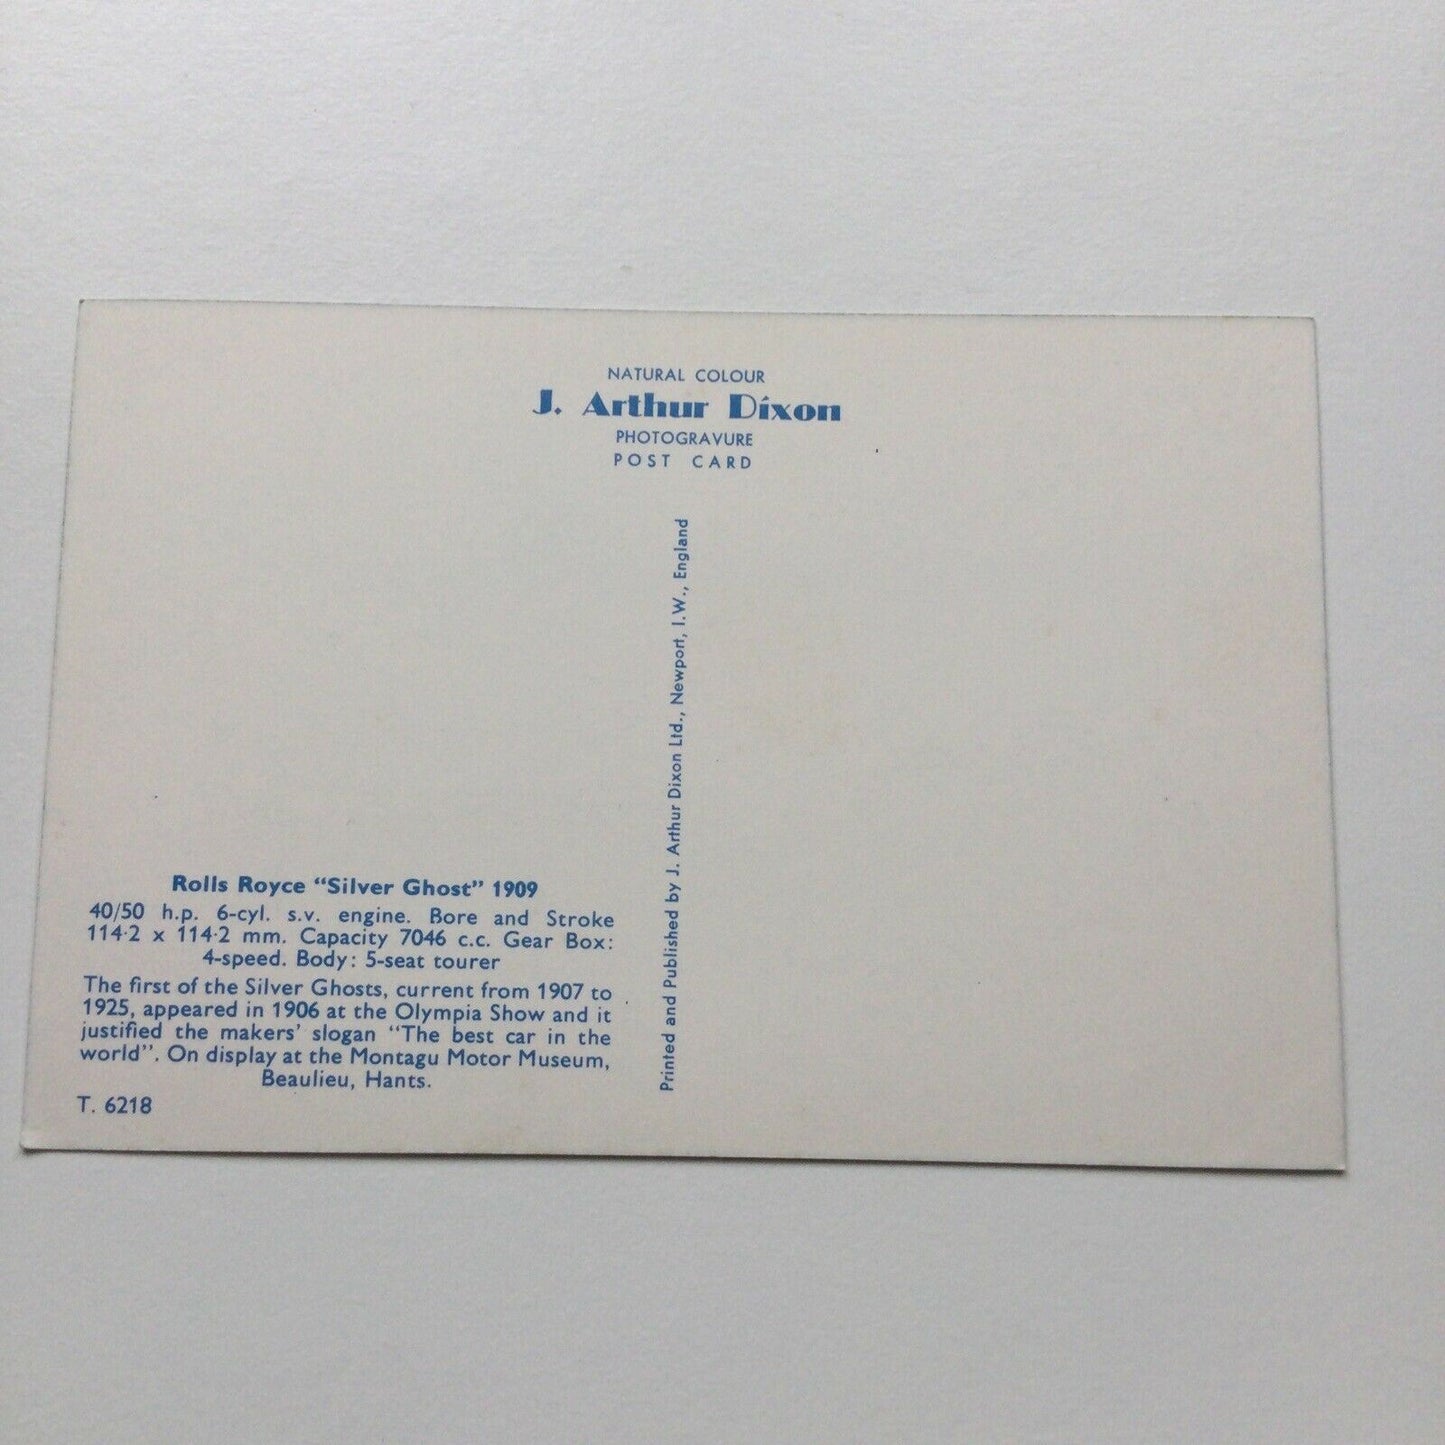 NATURAL COLOUR
J. Arthur Dixon
PHOTOGRAVURE
POST CARD
Printed and Published by J. Arthur Dixon Ltd., Newport, I.W., England
Rolls Royce “Silver Ghost” 1909
40/50 h.p. 6-cyl. s.v. engine. Bore and Stroke
114·2 x 114·2 mm. Capacity 7046 c.c. Gear Box:
4-speed. Body: 5-seat tourer
The first of the Silver Ghosts, current from 1907 to
1925, appeared in 1906 at the Olympia Show and it
justified the makers’ slogan “The best car in the
world”. On display at the Montagu Motor Museum,
Beaulieu, Hants.
T. 6218